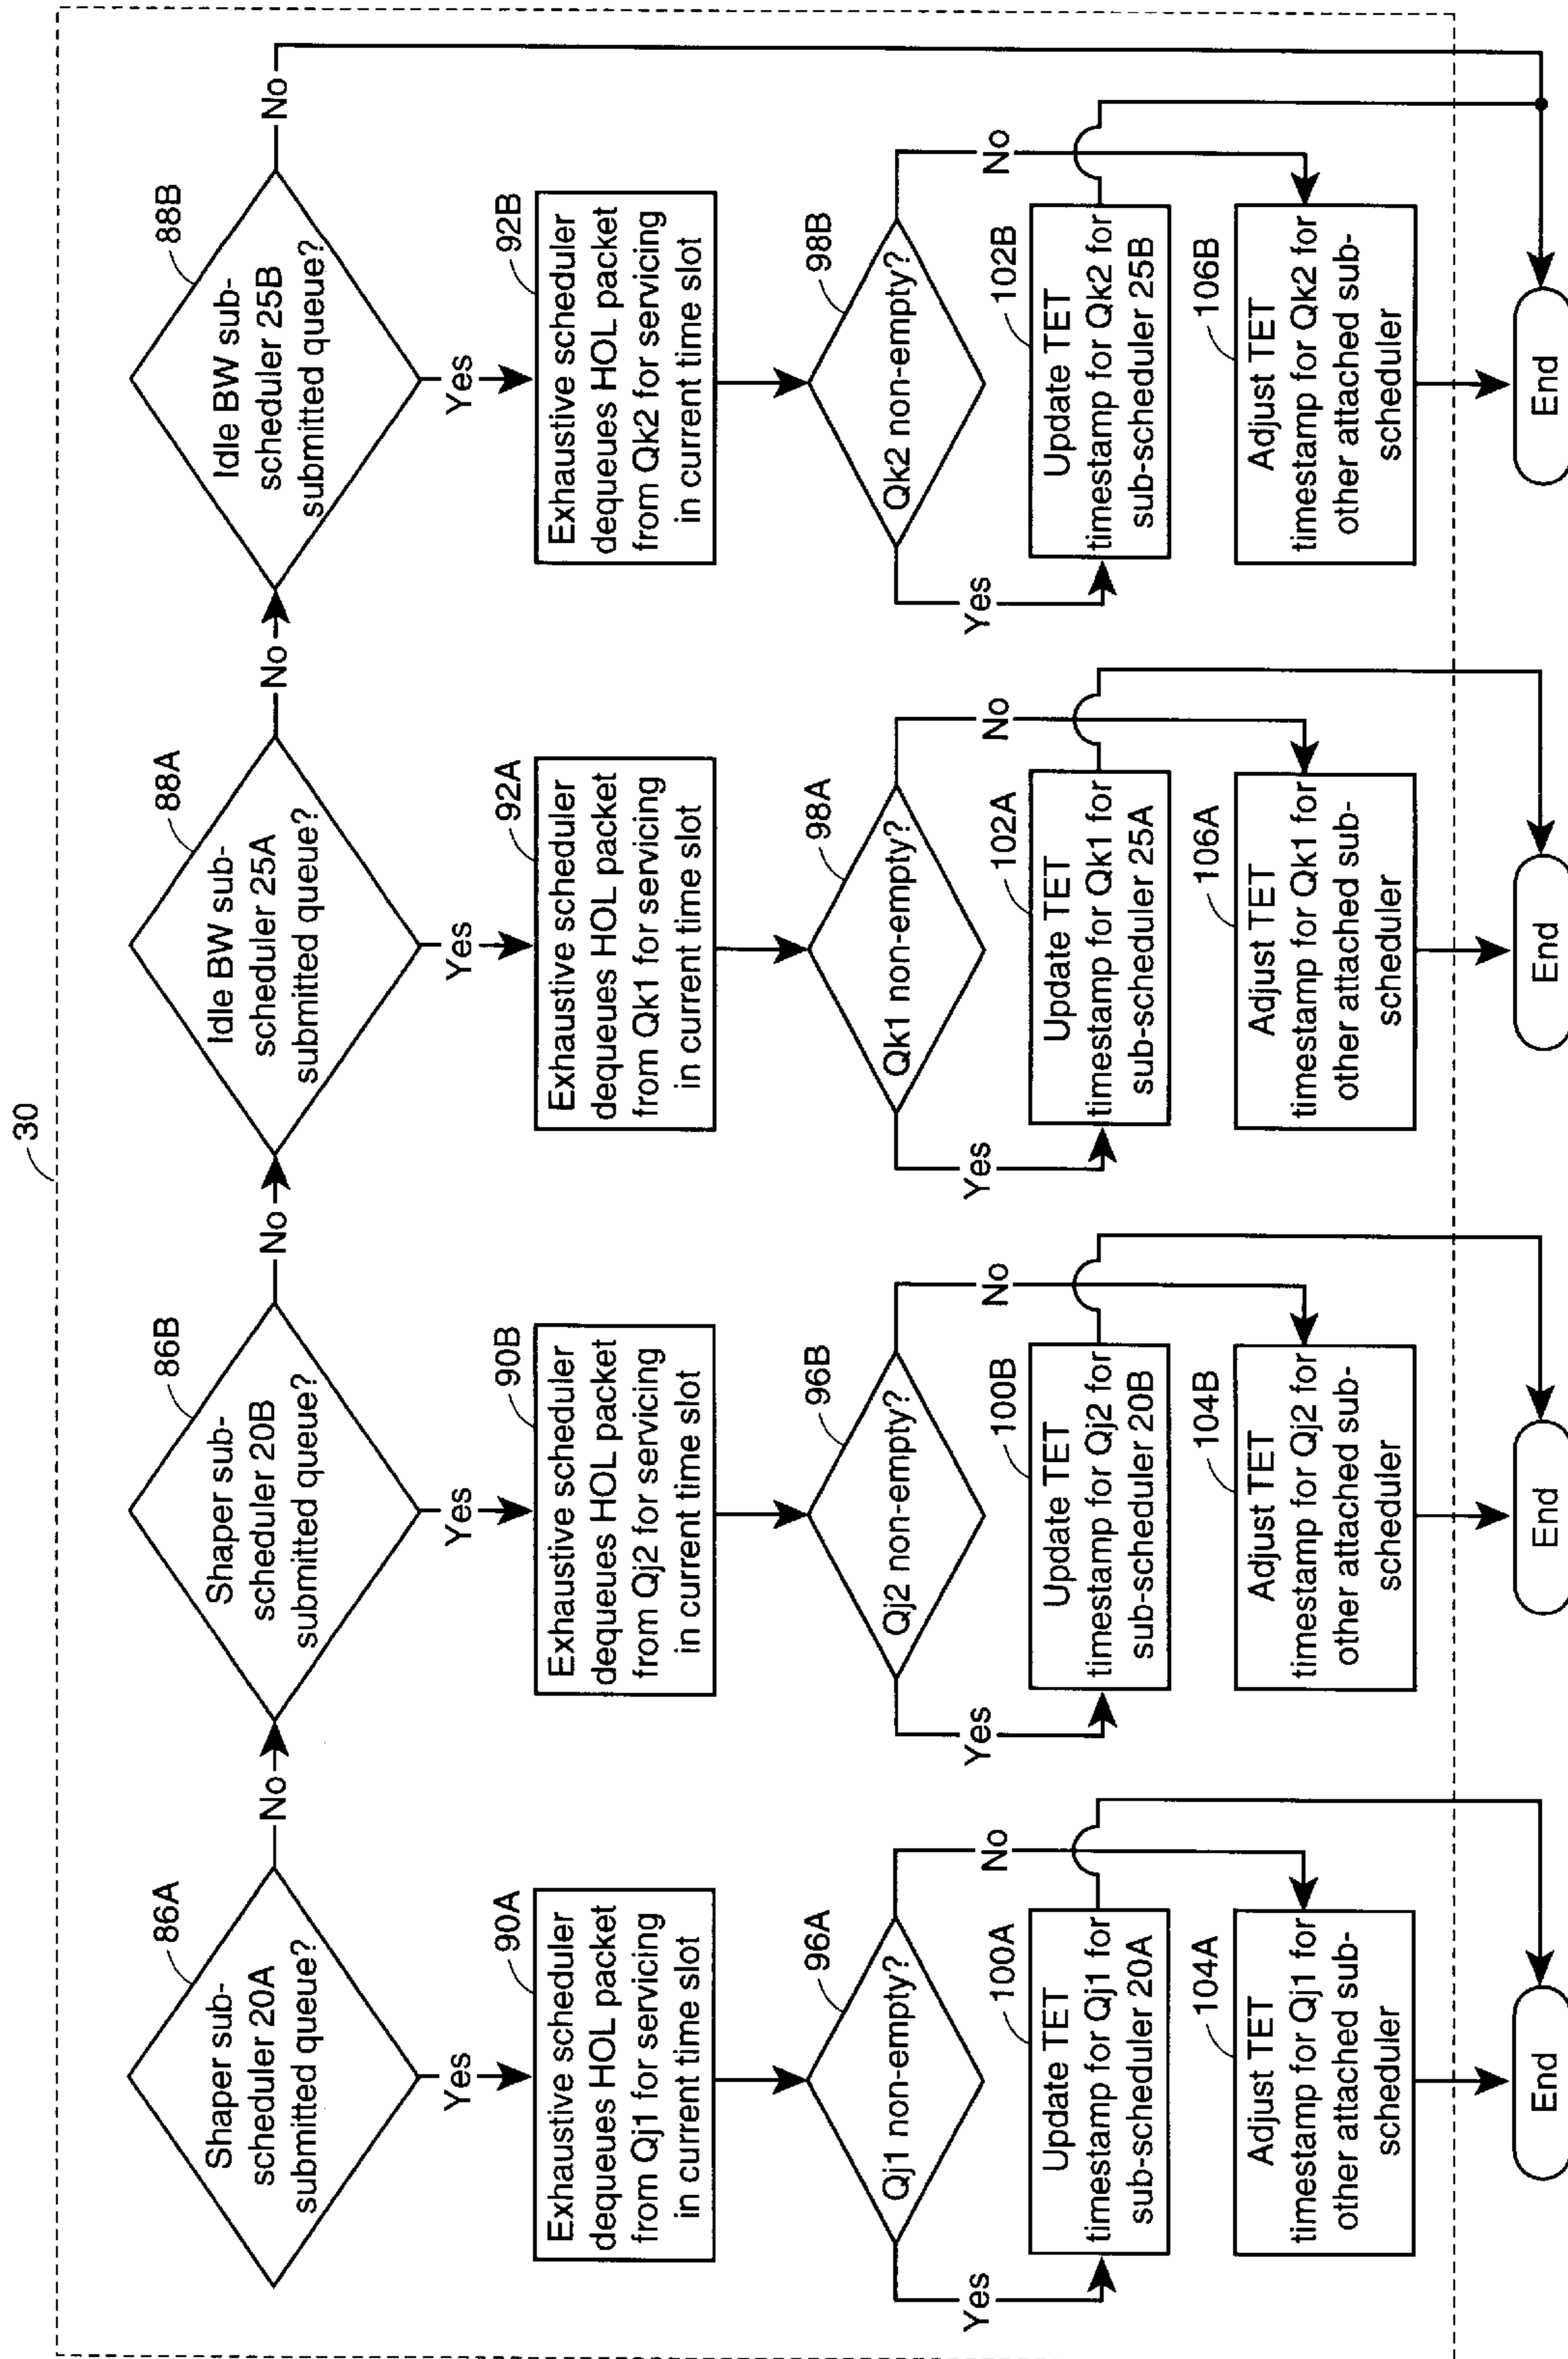 30
86A
Shaper sub-
scheduler 20A
submitted queue?
No
Yes
90A
Exhaustive scheduler
dequeues HOL packet
from Qj1 for servicing
in current time slot
96A
Qj1 non-empty?
Yes
No
100A
Update TET
timestamp for Qj1 for
sub-scheduler 20A
104A
Adjust TET
timestamp for Qj1 for
other attached sub-
scheduler
End
86B
Shaper sub-
scheduler 20B
submitted queue?
No
Yes
90B
Exhaustive scheduler
dequeues HOL packet
from Qj2 for servicing
in current time slot
96B
Qj2 non-empty?
Yes
No
100B
Update TET
timestamp for Qj2 for
sub-scheduler 20B
104B
Adjust TET
timestamp for Qj2 for
other attached sub-
scheduler
End
88A
Idle BW sub-
scheduler 25A
submitted queue?
No
Yes
92A
Exhaustive scheduler
dequeues HOL packet
from Qk1 for servicing
in current time slot
98A
Qk1 non-empty?
Yes
No
102A
Update TET
timestamp for Qk1 for
sub-scheduler 25A
106A
Adjust TET
timestamp for Qk1 for
other attached sub-
scheduler
End
88B
Idle BW sub-
scheduler 25B
submitted queue?
No
Yes
92B
Exhaustive scheduler
dequeues HOL packet
from Qk2 for servicing
in current time slot
98B
Qk2 non-empty?
Yes
No
102B
Update TET
timestamp for Qk2 for
sub-scheduler 25B
106B
Adjust TET
timestamp for Qk2 for
other attached sub-
scheduler
End